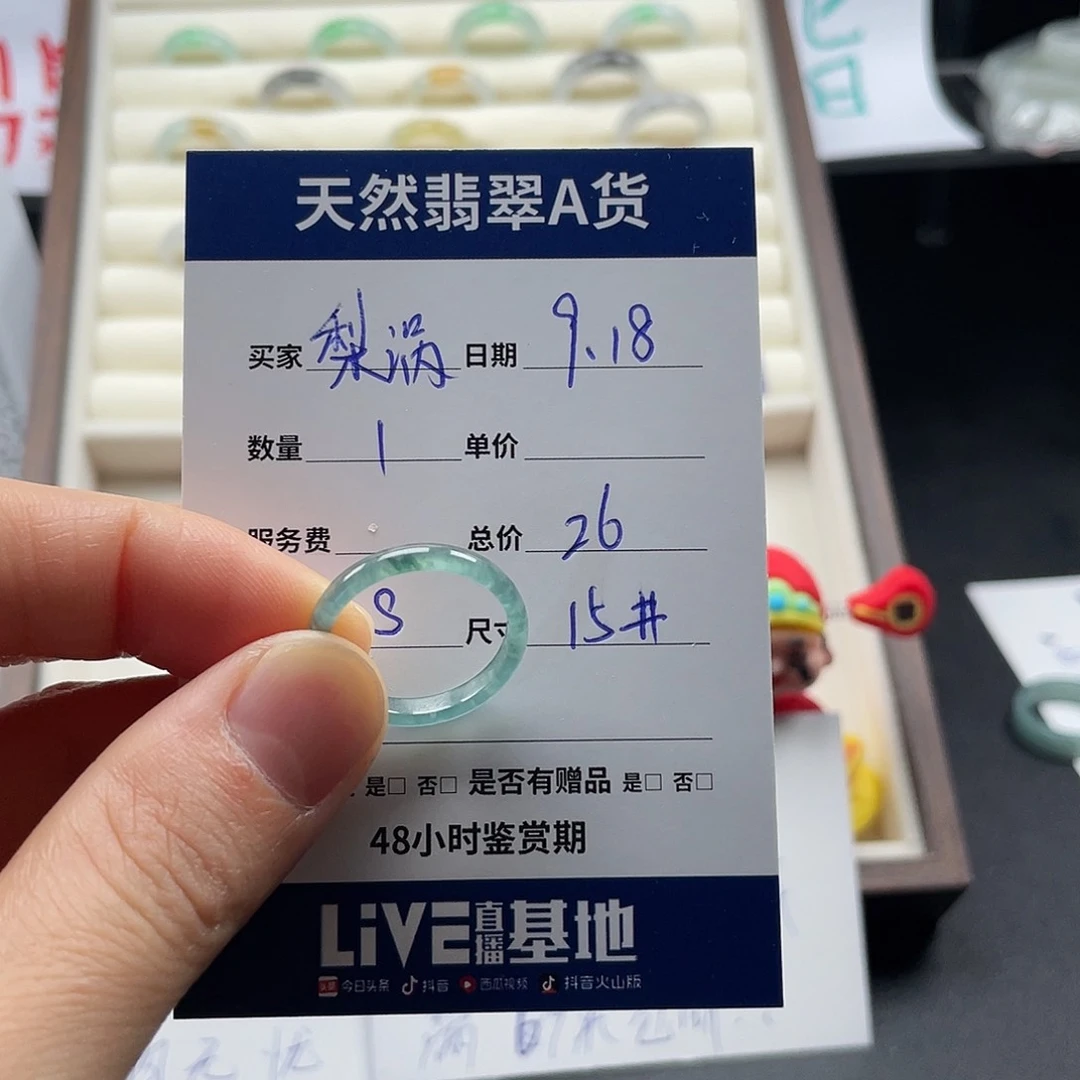 天然翡翠A货
买家 梨涡 日期 9.18
数量 1 单价
服务费 总价 26
S 尺寸 15#
是□ 否□ 是否有赠品 是□ 否□
48小时鉴赏期
LiVE直播基地
头条 今日头条 抖音 西瓜视频 抖音火山版